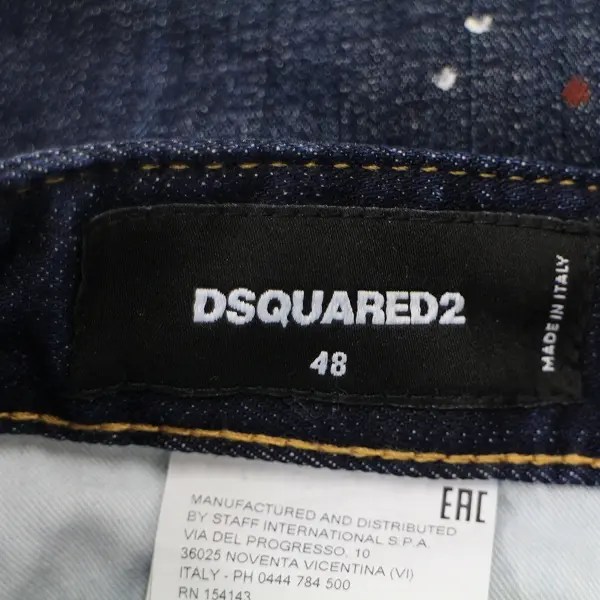 DSQUARED2
48
MADE IN ITALY
EAC
MANUFACTURED AND DISTRIBUTED
BY STAFF INTERNATIONAL S.P.A.
VIA DEL PROGRESSO, 10
36025 NOVENTA VICENTINA (VI)
ITALY - PH 0444 784 500
RN 154143